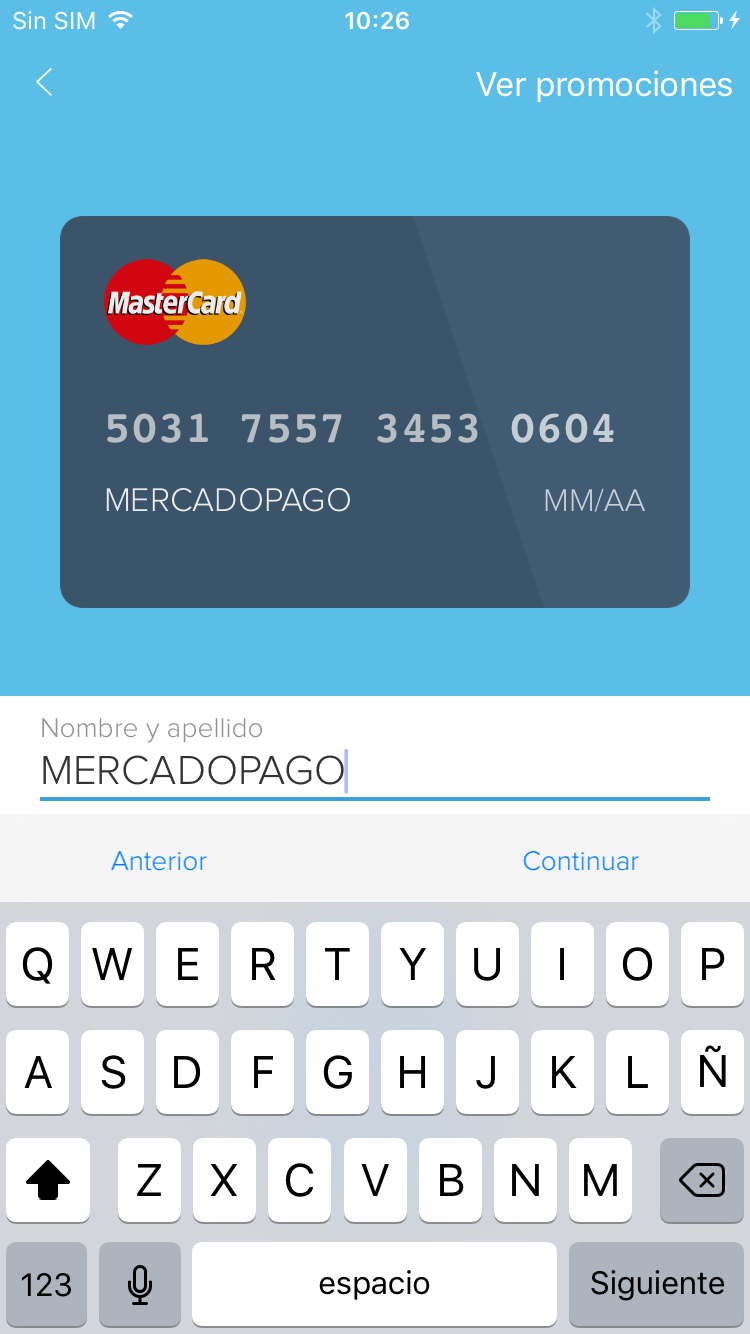 Sin SIM 10:26
Ver promociones
MasterCard
5031 7557 3453 0604
MERCADOPAGO MM/AA
Nombre y apellido
MERCADOPAGO
Anterior Continuar
Q W E R T Y U I O P
A S D F G H J K L Ñ
Z X C V B N M
123 espacio Siguiente